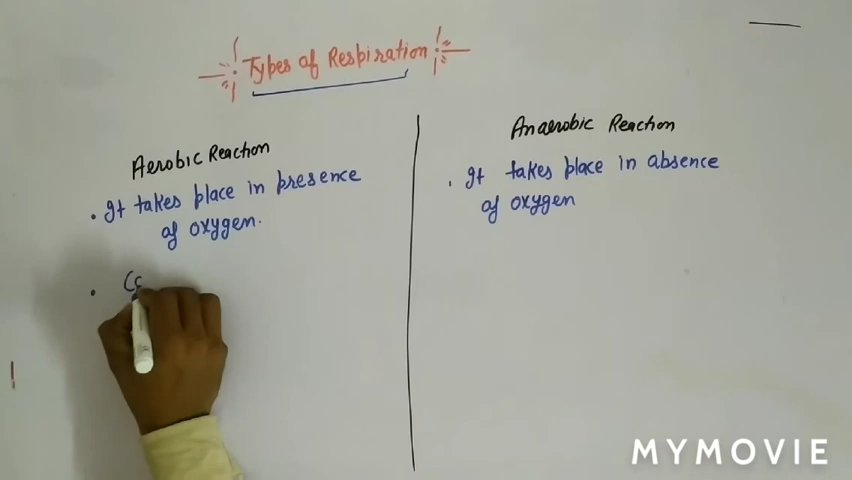 Types of Respiration
Aerobic Reaction
• It takes place in presence
of oxygen.
•
Anaerobic Reaction
• It takes place in absence
of oxygen
MYMOVIE